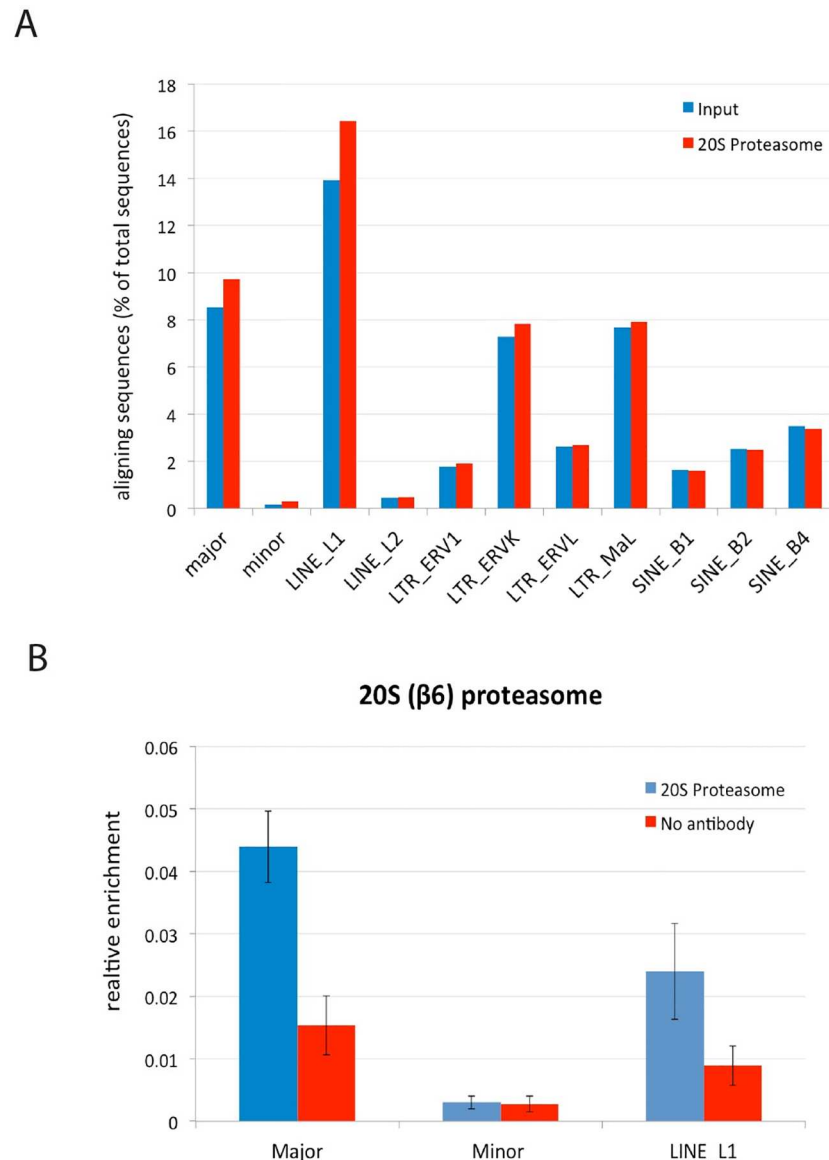 A
aligning sequences (% of total sequences)
18
16
14
12
10
8
6
4
2
0
Input
20S Proteasome
major
minor
LINE_L1
LINE_L2
LTR_ERV1
LTR_ERVK
LTR_ERVL
LTR_MaL
SINE_B1
SINE_B2
SINE_B4
B
20S (β6) proteasome
realtive enrichment
0.06
0.05
0.04
0.03
0.02
0.01
0
20S Proteasome
No antibody
Major
Minor
LINE_L1